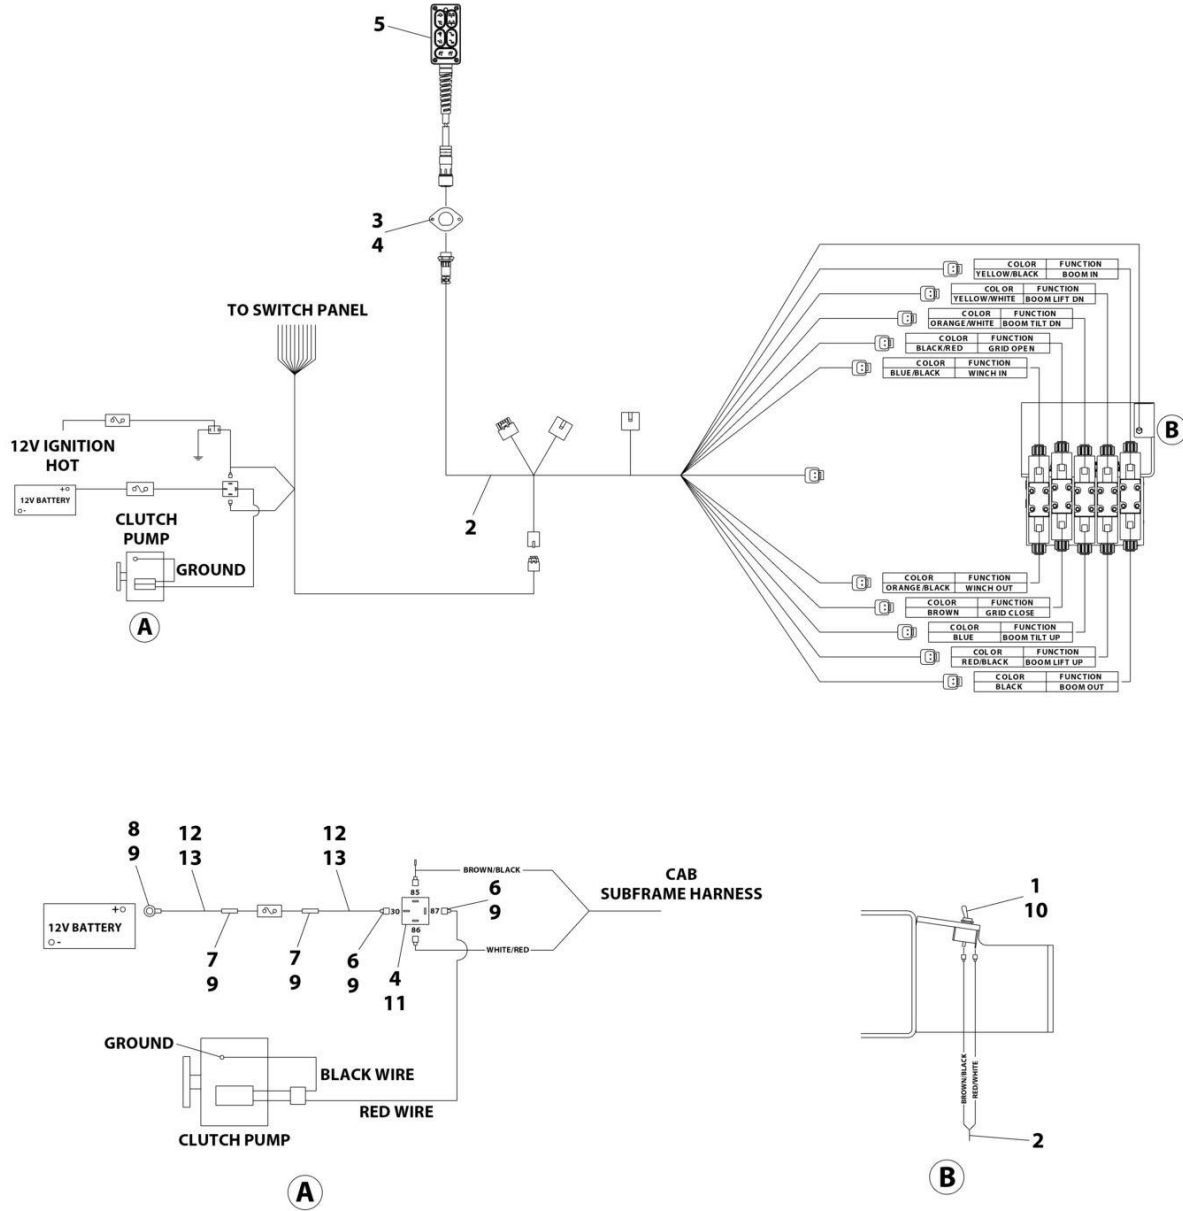 5
3
4
TO SWITCH PANEL
12V IGNITION
HOT
+
12V BATTERY
-
CLUTCH
PUMP
GROUND
A
2
COLOR FUNCTION
YELLOW/BLACK BOOM IN
COLOR FUNCTION
YELLOW/WHITE BOOM LIFT DN
COLOR FUNCTION
ORANGE/WHITE BOOM TILT DN
COLOR FUNCTION
BLACK/RED GRID OPEN
COLOR FUNCTION
BLUE/BLACK WINCH IN
B
COLOR FUNCTION
ORANGE/BLACK WINCH OUT
COLOR FUNCTION
BROWN GRID CLOSE
COLOR FUNCTION
BLUE BOOM TILT UP
COLOR FUNCTION
RED/BLACK BOOM LIFT UP
COLOR FUNCTION
BLACK BOOM OUT
8
9
12
13
12
13
+
12V BATTERY
-
7
9
7
9
6
9
30
85
87
86
4
11
6
9
BROWN/BLACK
WHITE/RED
CAB
SUBFRAME HARNESS
GROUND
BLACK WIRE
RED WIRE
CLUTCH PUMP
A
1
10
BROWN/BLACK
RED/WHITE
2
B